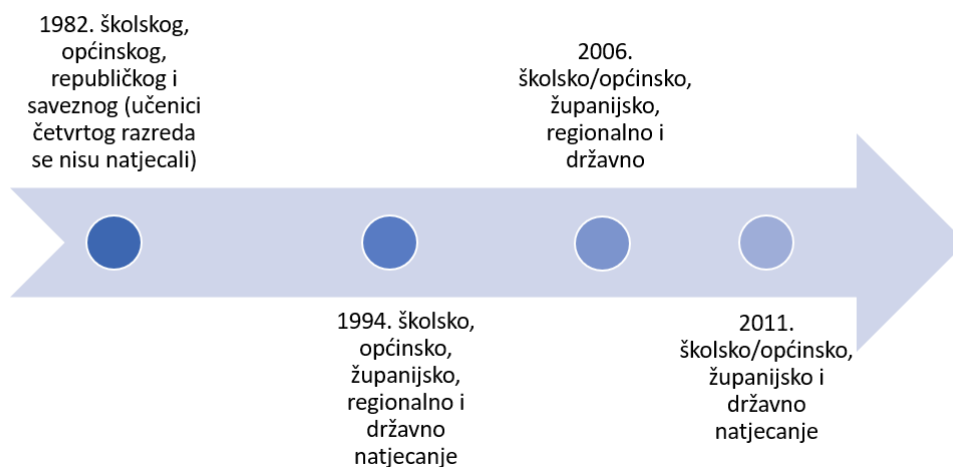 1982. školskog,
općinskog,
republičkog i
saveznog (učenici
četvrtog razreda
se nisu natjecali)
1994. školsko,
općinsko,
županijsko,
regionalno i
državno
natjecanje
2006.
školsko/općinsko,
županijsko,
regionalno i
državno
2011.
školsko/općinsko,
županijsko i
državno
natjecanje